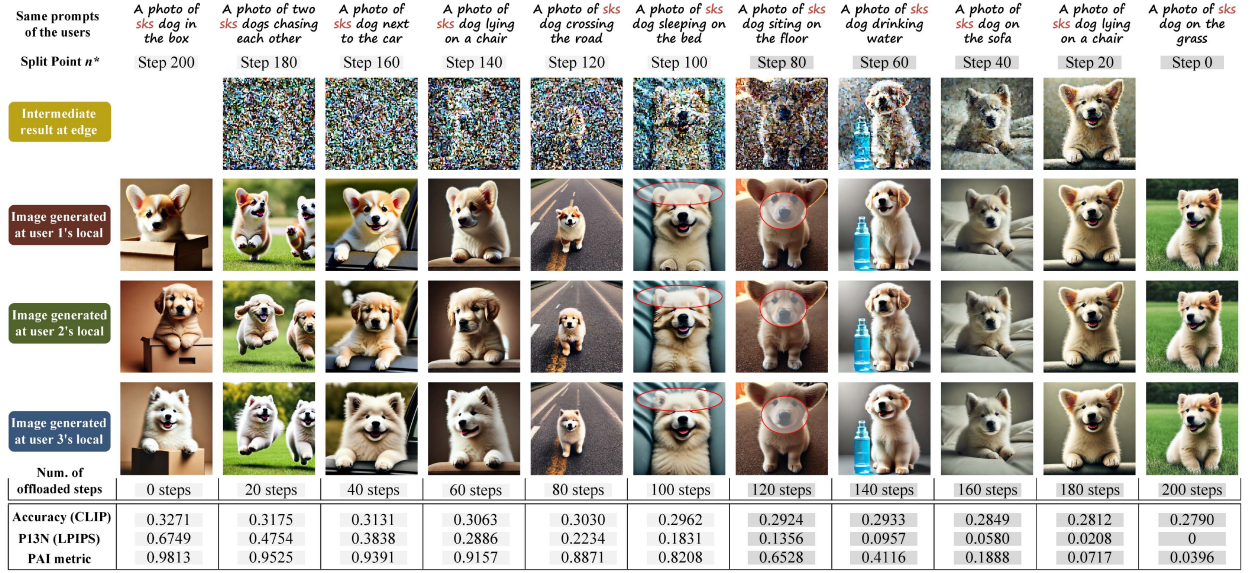 Same prompts
of the users
A photo of
sks dog in
the box
A photo of two
sks dogs chasing
each other
A photo of
sks dog next
to the car
A photo of
sks dog lying
on a chair
A photo of sks
dog crossing
the road
A photo of sks
dog sleeping on
the bed
A photo of sks
dog siting on
the floor
A photo of sks
dog drinking
water
A photo of
sks dog on
the sofa
A photo of
sks dog lying
on a chair
A photo of sks
dog on the
grass
Split Point n*
Step 200
Step 180
Step 160
Step 140
Step 120
Step 100
Step 80
Step 60
Step 40
Step 20
Step 0
Intermediate
result at edge
Image generated
at user 1's local
Image generated
at user 2's local
Image generated
at user 3's local
Num. of
offloaded steps
0 steps
20 steps
40 steps
60 steps
80 steps
100 steps
120 steps
140 steps
160 steps
180 steps
200 steps
Accuracy (CLIP)
0.3271
0.3175
0.3131
0.3063
0.3030
0.2962
0.2924
0.2933
0.2849
0.2812
0.2790
P13N (LPIPS)
0.6749
0.4754
0.3838
0.2886
0.2234
0.1831
0.1356
0.0957
0.0580
0.0208
0
PAI metric
0.9813
0.9525
0.9391
0.9157
0.8871
0.8208
0.6528
0.4116
0.1888
0.0717
0.0396